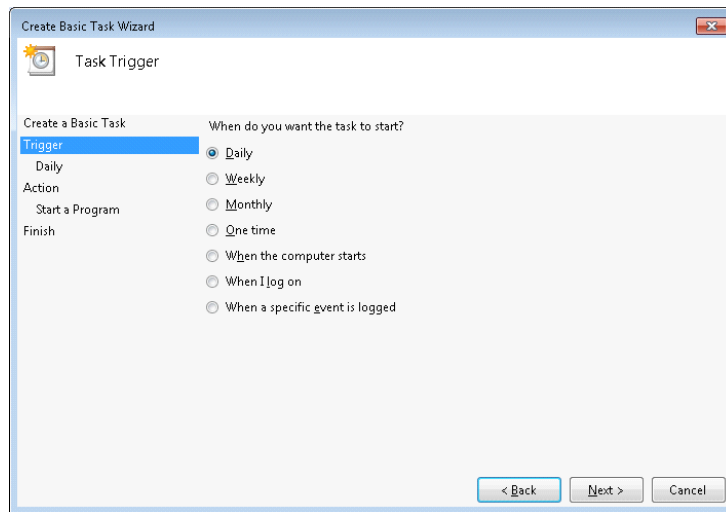 Create Basic Task Wizard
Task Trigger
Create a Basic Task
Trigger
Daily
Action
Start a Program
Finish
When do you want the task to start?
Daily
Weekly
Monthly
One time
When the computer starts
When I log on
When a specific event is logged
< Back
Next >
Cancel